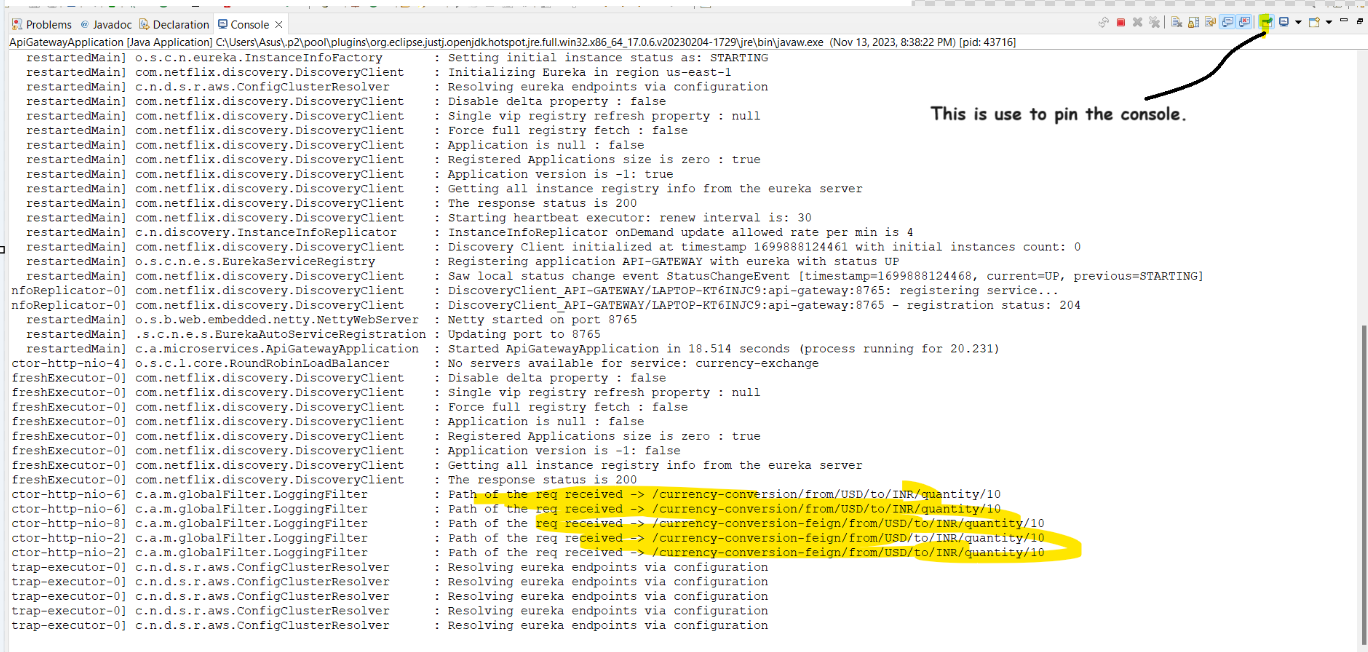 Problems @ Javadoc Declaration Console
ApiGatewayApplication [Java Application] C:\Users\Asus\.p2\pool\plugins\org.eclipse.justj.openjdk.hotspot.jre.full.win32.x86_64_17.0.6.v20230204-1729\jre\bin\javaw.exe (Nov 13, 2023, 8:38:22 PM) [pid: 43716]
restartedMain] o.s.c.n.eureka.InstanceInfoFactory : Setting initial instance status as: STARTING
restartedMain] com.netflix.discovery.DiscoveryClient : Initializing Eureka in region us-east-1
restartedMain] c.n.d.s.r.aws.ConfigClusterResolver : Resolving eureka endpoints via configuration
restartedMain] com.netflix.discovery.DiscoveryClient : Disable delta property : false
This is use to pin the console.
restartedMain] com.netflix.discovery.DiscoveryClient : Single vip registry refresh property : null
restartedMain] com.netflix.discovery.DiscoveryClient : Force full registry fetch : false
restartedMain] com.netflix.discovery.DiscoveryClient : Application is null : false
restartedMain] com.netflix.discovery.DiscoveryClient : Registered Applications size is zero : true
restartedMain] com.netflix.discovery.DiscoveryClient : Application version is -1: true
restartedMain] com.netflix.discovery.DiscoveryClient : Getting all instance registry info from the eureka server
restartedMain] com.netflix.discovery.DiscoveryClient : The response status is 200
restartedMain] com.netflix.discovery.DiscoveryClient : Starting heartbeat executor: renew interval is: 30
restartedMain] c.n.discovery.InstanceInfoReplicator : InstanceInfoReplicator onDemand update allowed rate per min is 4
restartedMain] com.netflix.discovery.DiscoveryClient : Discovery Client initialized at timestamp 1699888124461 with initial instances count: 0
restartedMain] o.s.c.n.e.s.EurekaServiceRegistry : Registering application API-GATEWAY with eureka with status UP
restartedMain] com.netflix.discovery.DiscoveryClient : Saw local status change event StatusChangeEvent [timestamp=1699888124468, current=UP, previous=STARTING]
nfoReplicator-0] com.netflix.discovery.DiscoveryClient : DiscoveryClient_API-GATEWAY/LAPTOP-KT6INJC9:api-gateway:8765: registering service...
nfoReplicator-0] com.netflix.discovery.DiscoveryClient : DiscoveryClient_API-GATEWAY/LAPTOP-KT6INJC9:api-gateway:8765 - registration status: 204
restartedMain] o.s.b.web.embedded.netty.NettyWebServer : Netty started on port 8765
restartedMain] .s.c.n.e.s.EurekaAutoServiceRegistration : Updating port to 8765
restartedMain] c.a.microservices.ApiGatewayApplication : Started ApiGatewayApplication in 18.514 seconds (process running for 20.231)
ctor-http-nio-4] o.s.c.l.core.RoundRobinLoadBalancer : No servers available for service: currency-exchange
freshExecutor-0] com.netflix.discovery.DiscoveryClient : Disable delta property : false
freshExecutor-0] com.netflix.discovery.DiscoveryClient : Single vip registry refresh property : null
freshExecutor-0] com.netflix.discovery.DiscoveryClient : Force full registry fetch : false
freshExecutor-0] com.netflix.discovery.DiscoveryClient : Application is null : false
freshExecutor-0] com.netflix.discovery.DiscoveryClient : Registered Applications size is zero : true
freshExecutor-0] com.netflix.discovery.DiscoveryClient : Application version is -1: false
freshExecutor-0] com.netflix.discovery.DiscoveryClient : Getting all instance registry info from the eureka server
freshExecutor-0] com.netflix.discovery.DiscoveryClient : The response status is 200
ctor-http-nio-6] c.a.m.globalFilter.LoggingFilter : Path of the req received -> /currency-conversion/from/USD/to/INR/quantity/10
ctor-http-nio-6] c.a.m.globalFilter.LoggingFilter : Path of the req received -> /currency-conversion/from/USD/to/INR/quantity/10
ctor-http-nio-8] c.a.m.globalFilter.LoggingFilter : Path of the req received -> /currency-conversion-feign/from/USD/to/INR/quantity/10
ctor-http-nio-2] c.a.m.globalFilter.LoggingFilter : Path of the req received -> /currency-conversion-feign/from/USD/to/INR/quantity/10
ctor-http-nio-2] c.a.m.globalFilter.LoggingFilter : Path of the req received -> /currency-conversion-feign/from/USD/to/INR/quantity/10
trap-executor-0] c.n.d.s.r.aws.ConfigClusterResolver : Resolving eureka endpoints via configuration
trap-executor-0] c.n.d.s.r.aws.ConfigClusterResolver : Resolving eureka endpoints via configuration
trap-executor-0] c.n.d.s.r.aws.ConfigClusterResolver : Resolving eureka endpoints via configuration
trap-executor-0] c.n.d.s.r.aws.ConfigClusterResolver : Resolving eureka endpoints via configuration
trap-executor-0] c.n.d.s.r.aws.ConfigClusterResolver : Resolving eureka endpoints via configuration